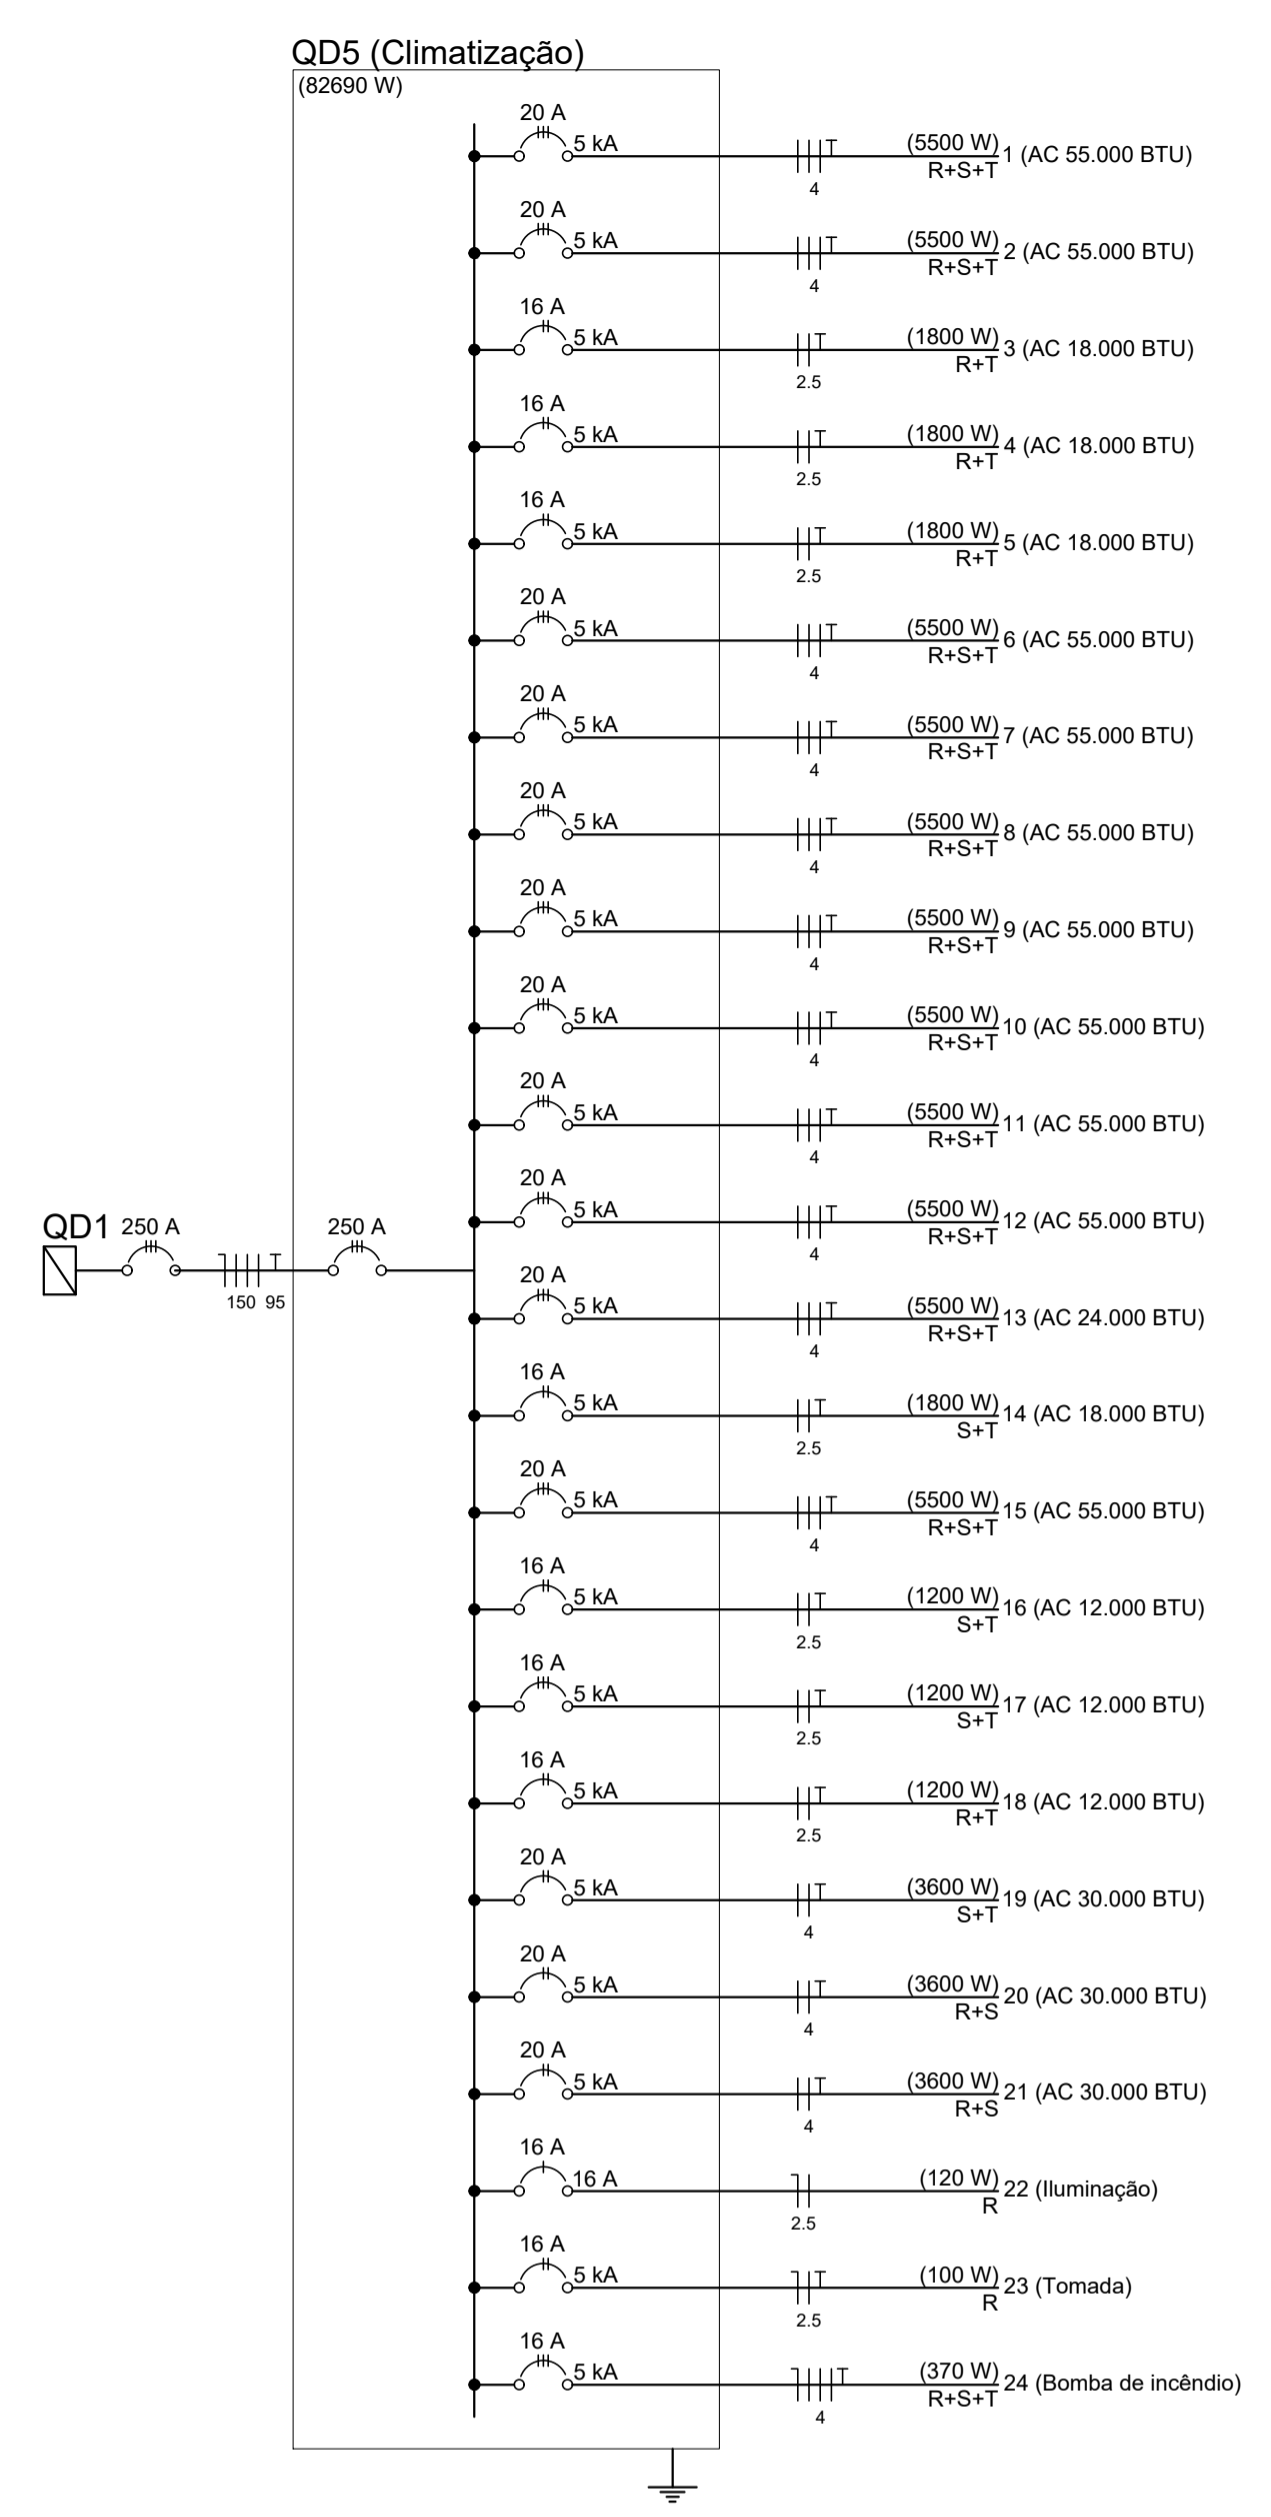 QD5 (Climatização)
(82690 W)
20 A
5 kA
4
(5500 W)
R+S+T
1 (AC 55.000 BTU)
20 A
5 kA
4
(5500 W)
R+S+T
2 (AC 55.000 BTU)
16 A
5 kA
2.5
(1800 W)
R+T
3 (AC 18.000 BTU)
16 A
5 kA
2.5
(1800 W)
R+T
4 (AC 18.000 BTU)
16 A
5 kA
2.5
(1800 W)
R+T
5 (AC 18.000 BTU)
20 A
5 kA
4
(5500 W)
R+S+T
6 (AC 55.000 BTU)
20 A
5 kA
4
(5500 W)
R+S+T
7 (AC 55.000 BTU)
20 A
5 kA
4
(5500 W)
R+S+T
8 (AC 55.000 BTU)
20 A
5 kA
4
(5500 W)
R+S+T
9 (AC 55.000 BTU)
20 A
5 kA
4
(5500 W)
R+S+T
10 (AC 55.000 BTU)
20 A
5 kA
4
(5500 W)
R+S+T
11 (AC 55.000 BTU)
20 A
5 kA
4
(5500 W)
R+S+T
12 (AC 55.000 BTU)
QD1
250 A
T
150 95
250 A
20 A
5 kA
4
(5500 W)
R+S+T
13 (AC 24.000 BTU)
16 A
5 kA
2.5
(1800 W)
S+T
14 (AC 18.000 BTU)
20 A
5 kA
4
(5500 W)
R+S+T
15 (AC 55.000 BTU)
16 A
5 kA
2.5
(1200 W)
S+T
16 (AC 12.000 BTU)
16 A
5 kA
2.5
(1200 W)
S+T
17 (AC 12.000 BTU)
16 A
5 kA
2.5
(1200 W)
R+T
18 (AC 12.000 BTU)
20 A
5 kA
4
(3600 W)
S+T
19 (AC 30.000 BTU)
20 A
5 kA
4
(3600 W)
R+S
20 (AC 30.000 BTU)
20 A
5 kA
4
(3600 W)
R+S
21 (AC 30.000 BTU)
16 A
16 A
2.5
(120 W)
R
22 (Iluminação)
16 A
5 kA
2.5
(100 W)
R
23 (Tomada)
16 A
5 kA
4
(370 W)
R+S+T
24 (Bomba de incêndio)